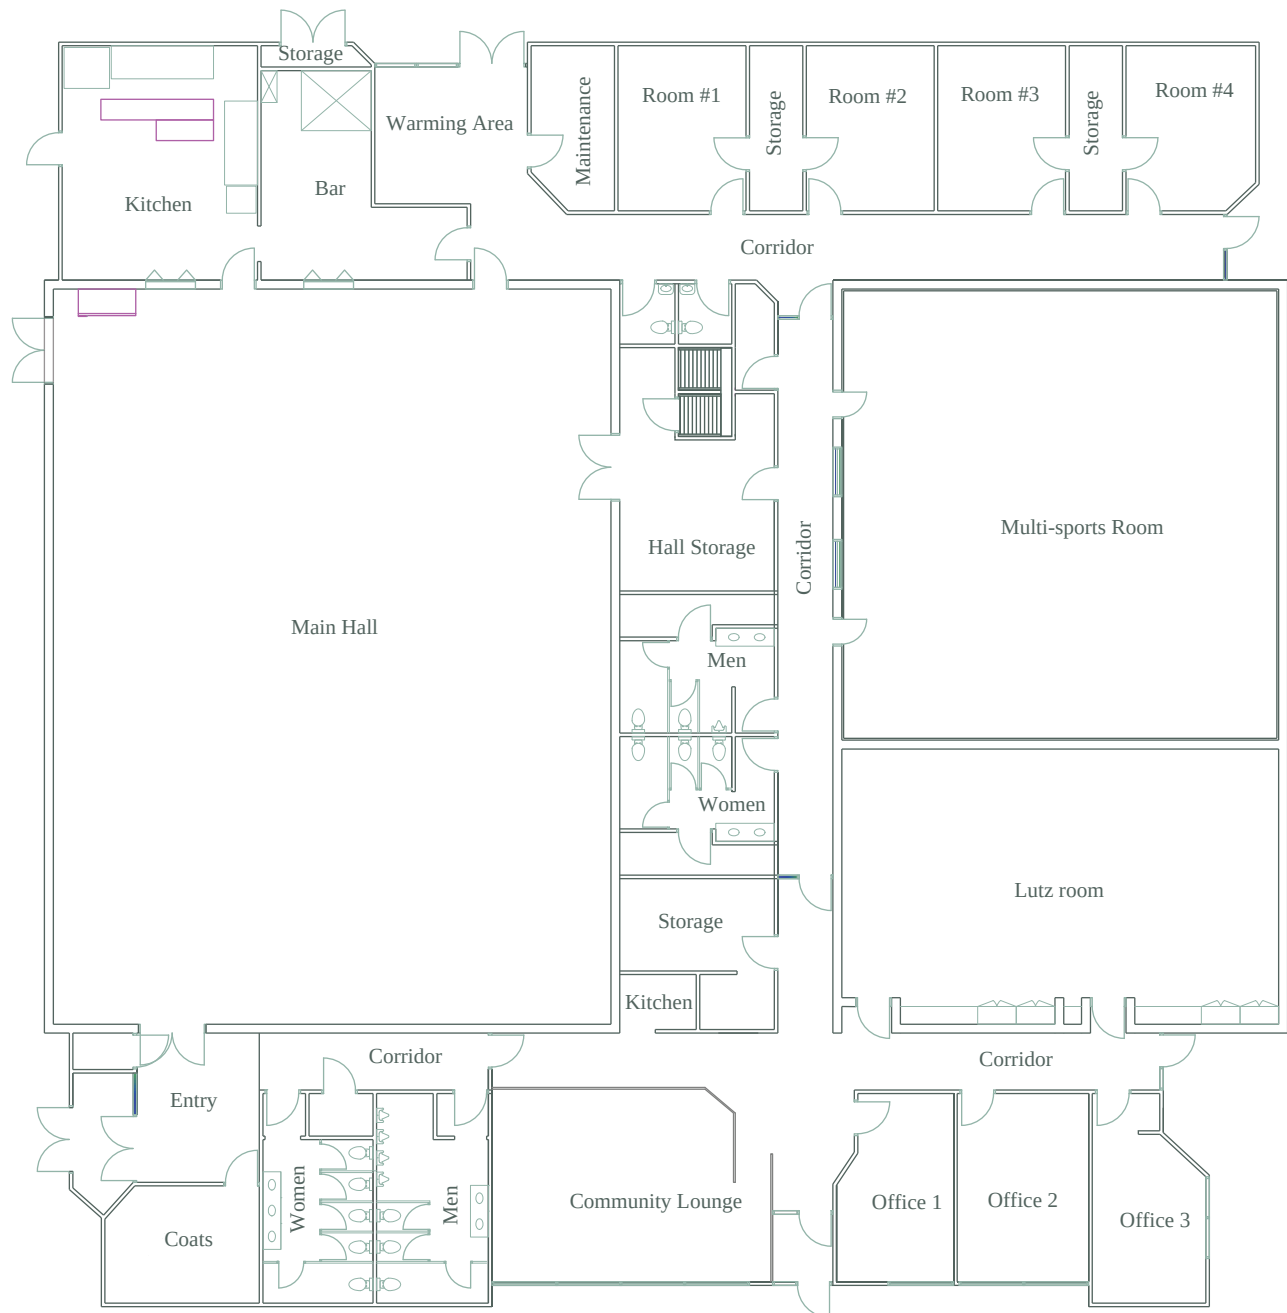 Storage
Warming Area
Maintenance
Room #1
Storage
Room #2
Room #3
Storage
Room #4
Kitchen
Bar
Corridor
Main Hall
Hall Storage
Corridor
Multi-sports Room
Men
Women
Storage
Kitchen
Lutz room
Corridor
Corridor
Entry
Coats
Women
Men
Community Lounge
Office 1
Office 2
Office 3